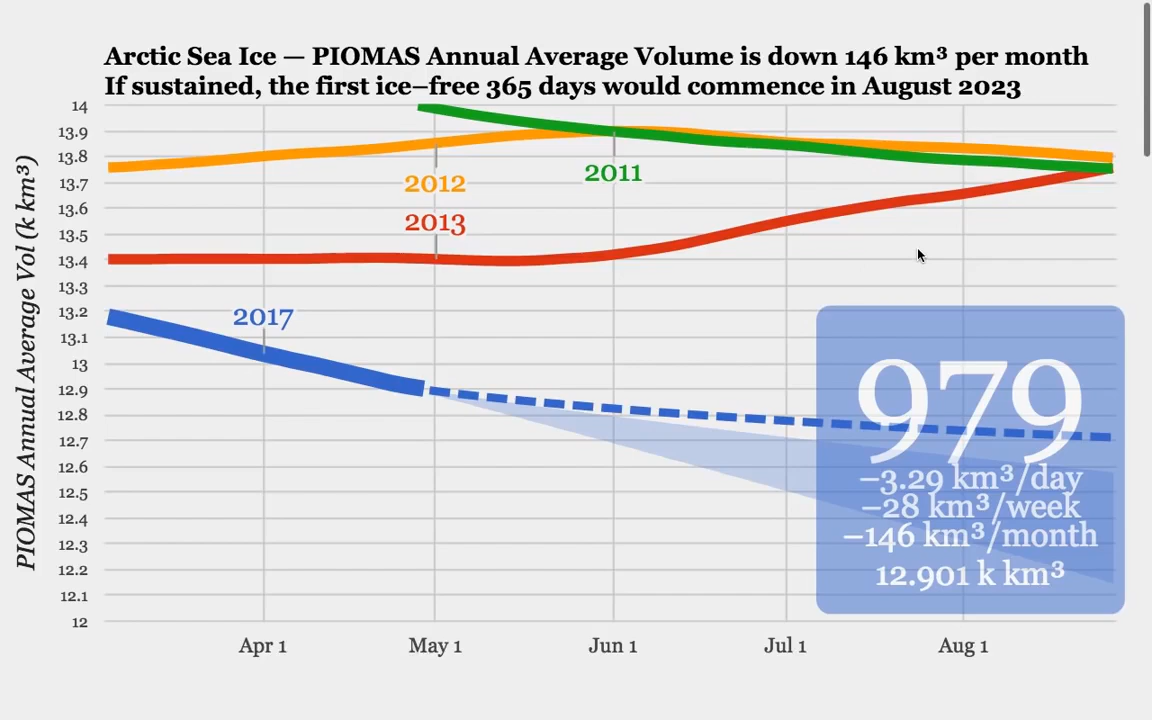 Arctic Sea Ice — PIOMAS Annual Average Volume is down 146 km³ per month
If sustained, the first ice–free 365 days would commence in August 2023
PIOMAS Annual Average Vol (k km³)
14
13.9
13.8
13.7
13.6
13.5
13.4
13.3
13.2
13.1
13
12.9
12.8
12.7
12.6
12.5
12.4
12.3
12.2
12.1
12
2012
2011
2013
2017
979
–3.29 km³/day
–28 km³/week
–146 km³/month
12.901 k km³
Apr 1
May 1
Jun 1
Jul 1
Aug 1